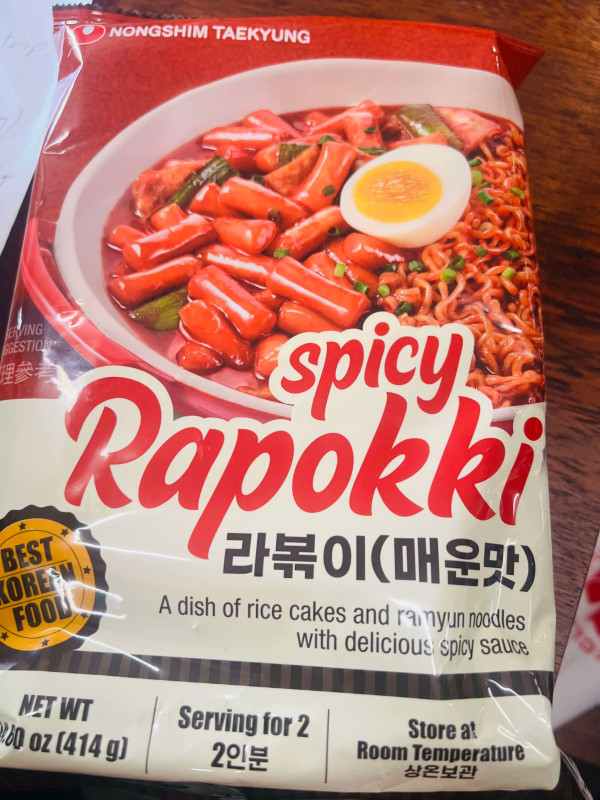 NONGSHIM TAEKYUNG
spicy
Rapokki
라볶이(매운맛)
BEST
KOREAN
FOOD
A dish of rice cakes and ramyun noodles
with delicious spicy sauce
NET WT
oz (414 g)
Serving for 2
2인분
Store at
Room Temperature
상온보관